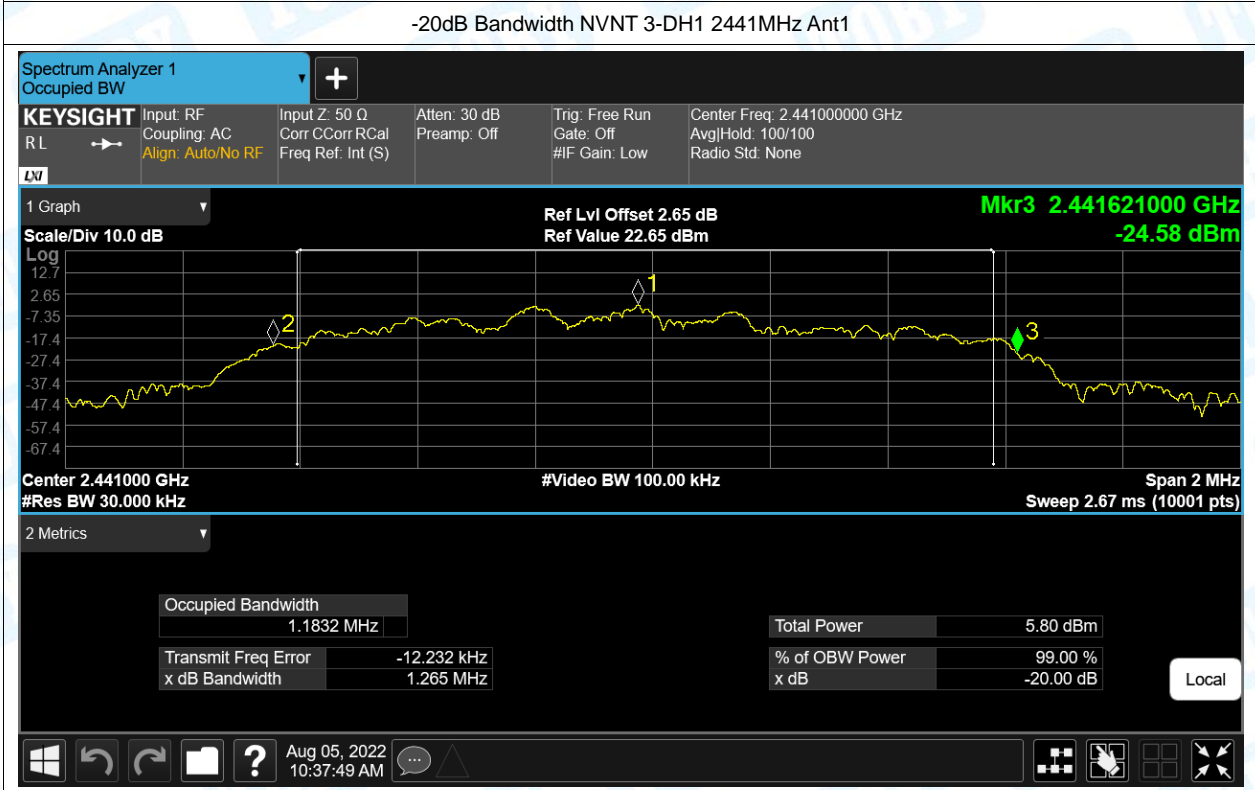 -20dB Bandwidth NVNT 3-DH1 2441MHz Ant1
Spectrum Analyzer 1
Occupied BW
KEYSIGHT
RL
LXI
Input: RF
Coupling: AC
Align: Auto/No RF
Input Z: 50 Ω
Corr CCorr RCal
Freq Ref: Int (S)
Atten: 30 dB
Preamp: Off
Trig: Free Run
Gate: Off
#IF Gain: Low
Center Freq: 2.441000000 GHz
Avg|Hold: 100/100
Radio Std: None
1 Graph
Scale/Div 10.0 dB
Ref Lvl Offset 2.65 dB
Ref Value 22.65 dBm
Mkr3 2.441621000 GHz
-24.58 dBm
Log
12.7
2.65
-7.35
-17.4
-27.4
-37.4
-47.4
-57.4
-67.4
1
2
3
Center 2.441000 GHz
#Video BW 100.00 kHz
Span 2 MHz
#Res BW 30.000 kHz
Sweep 2.67 ms (10001 pts)
2 Metrics
Occupied Bandwidth
1.1832 MHz
Transmit Freq Error -12.232 kHz
x dB Bandwidth 1.265 MHz
Total Power 5.80 dBm
% of OBW Power 99.00 %
x dB -20.00 dB
Local
?
Aug 05, 2022
10:37:49 AM